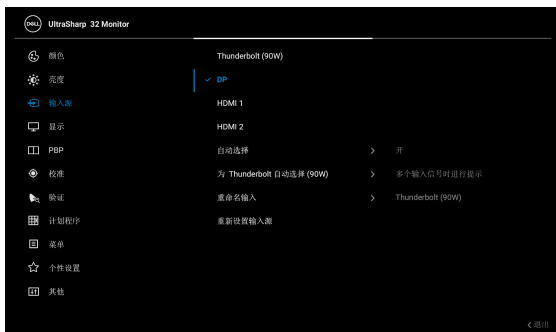 DELL UltraSharp 32 Monitor
颜色 Thunderbolt (90W)
亮度 DP
输入源 HDMI 1
显示 HDMI 2
PBP 自动选择 开
校准 为 Thunderbolt 自动选择 (90W) 多个输入信号时进行提示
验证 重命名输入 Thunderbolt (90W)
计划程序 重新设置输入源
菜单
个性设置
其他
退出